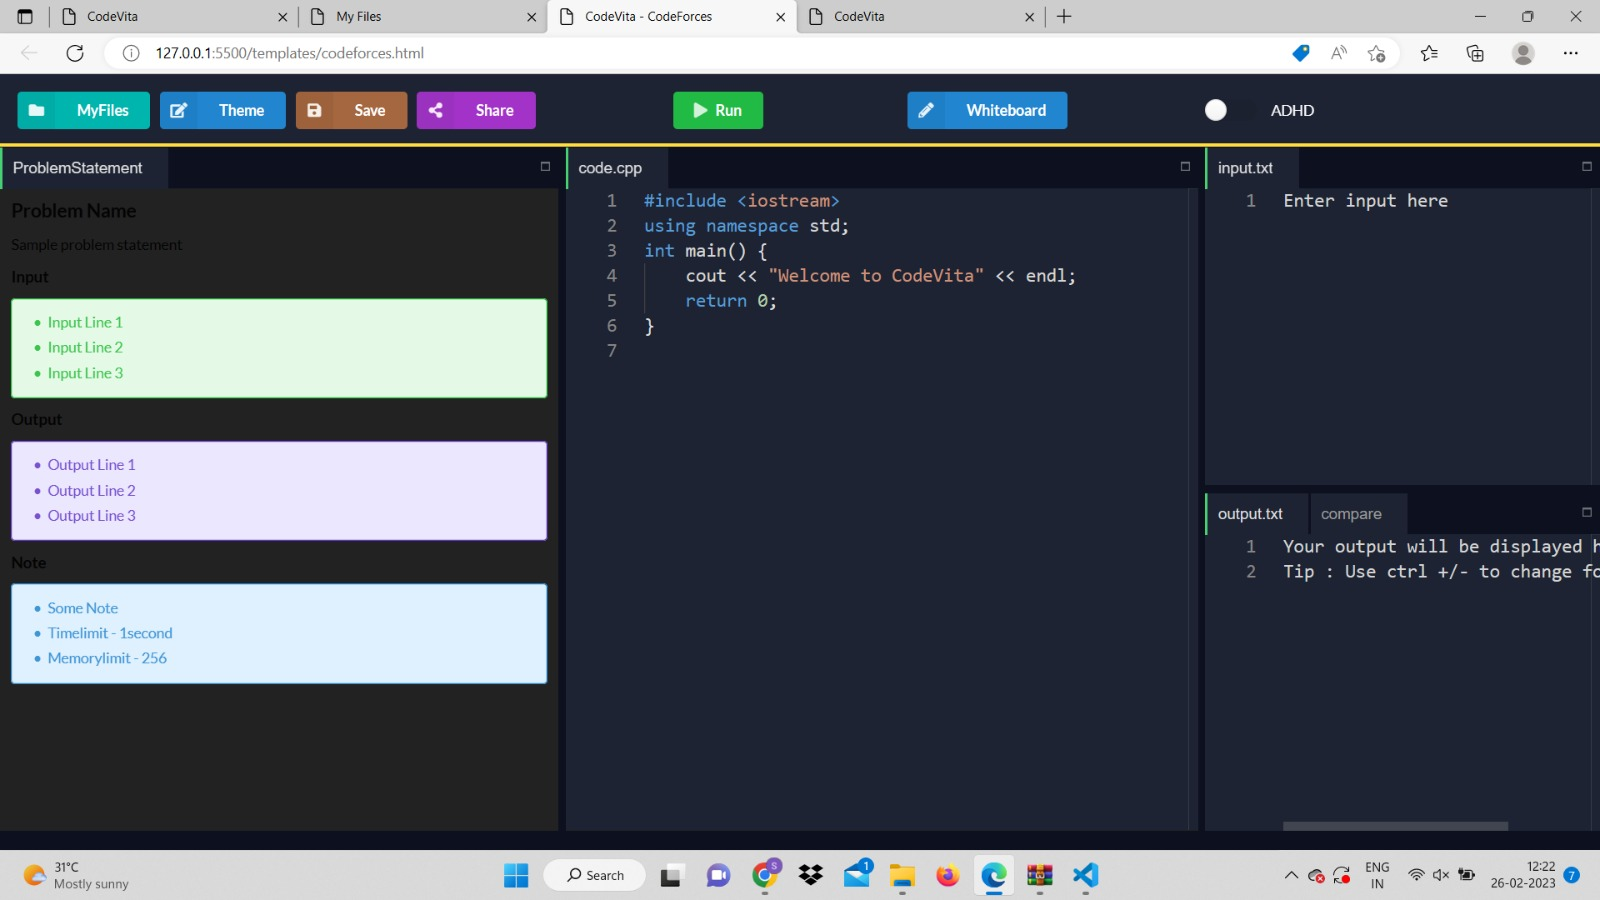 CodeVita
My Files
CodeVita - CodeForces
CodeVita
127.0.0.1:5500/templates/codeforces.html
MyFiles
Theme
Save
Share
Run
Whiteboard
ADHD
ProblemStatement
Problem Name
Sample problem statement
Input
Input Line 1
Input Line 2
Input Line 3
Output
Output Line 1
Output Line 2
Output Line 3
Note
Some Note
Timelimit - 1second
Memorylimit - 256
code.cpp
1 #include <iostream>
2 using namespace std;
3 int main() {
4 cout << "Welcome to CodeVita" << endl;
5 return 0;
6 }
7
input.txt
1 Enter input here
output.txt compare
1 Your output will be displayed h
2 Tip : Use ctrl +/- to change fo
31°C
Mostly sunny
Search
S
1
ENG
IN
12:22
26-02-2023
7